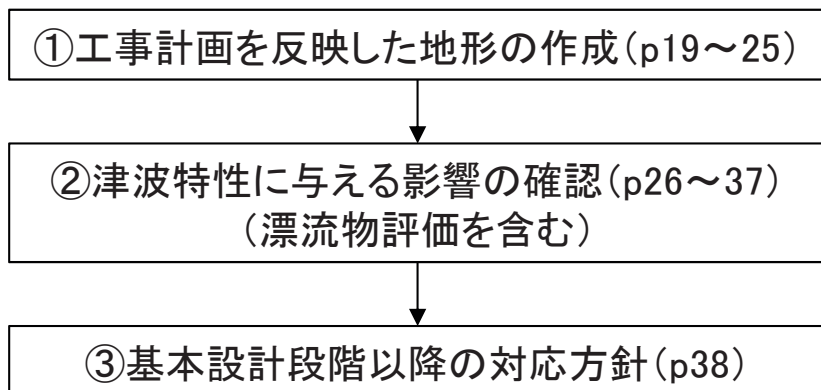 ①工事計画を反映した地形の作成(p19～25)
②津波特性に与える影響の確認(p26～37)
(漂流物評価を含む)
③基本設計段階以降の対応方針(p38)